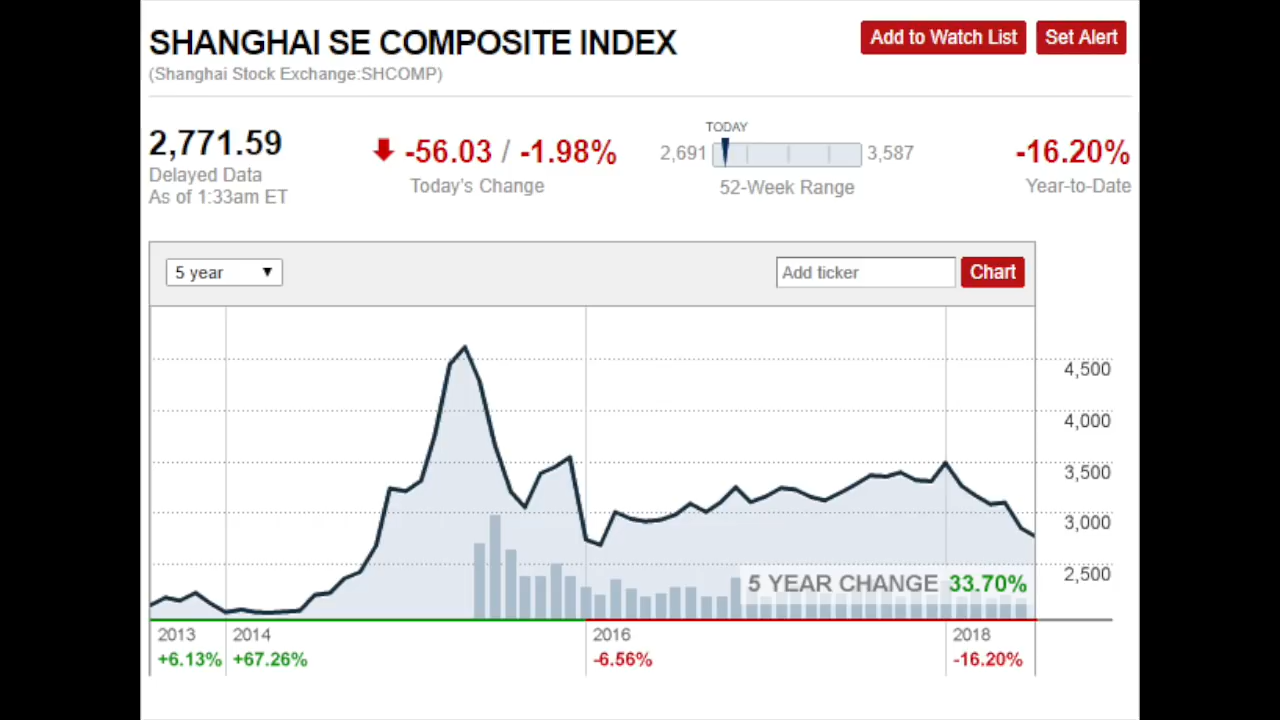 SHANGHAI SE COMPOSITE INDEX
Add to Watch List
Set Alert
(Shanghai Stock Exchange:SHCOMP)
2,771.59
Delayed Data
As of 1:33am ET
-56.03 / -1.98%
Today's Change
TODAY
2,691
3,587
52-Week Range
-16.20%
Year-to-Date
5 year
Add ticker
Chart
4,500
4,000
3,500
3,000
2,500
5 YEAR CHANGE 33.70%
2013
2014
2016
2018
+6.13%
+67.26%
-6.56%
-16.20%